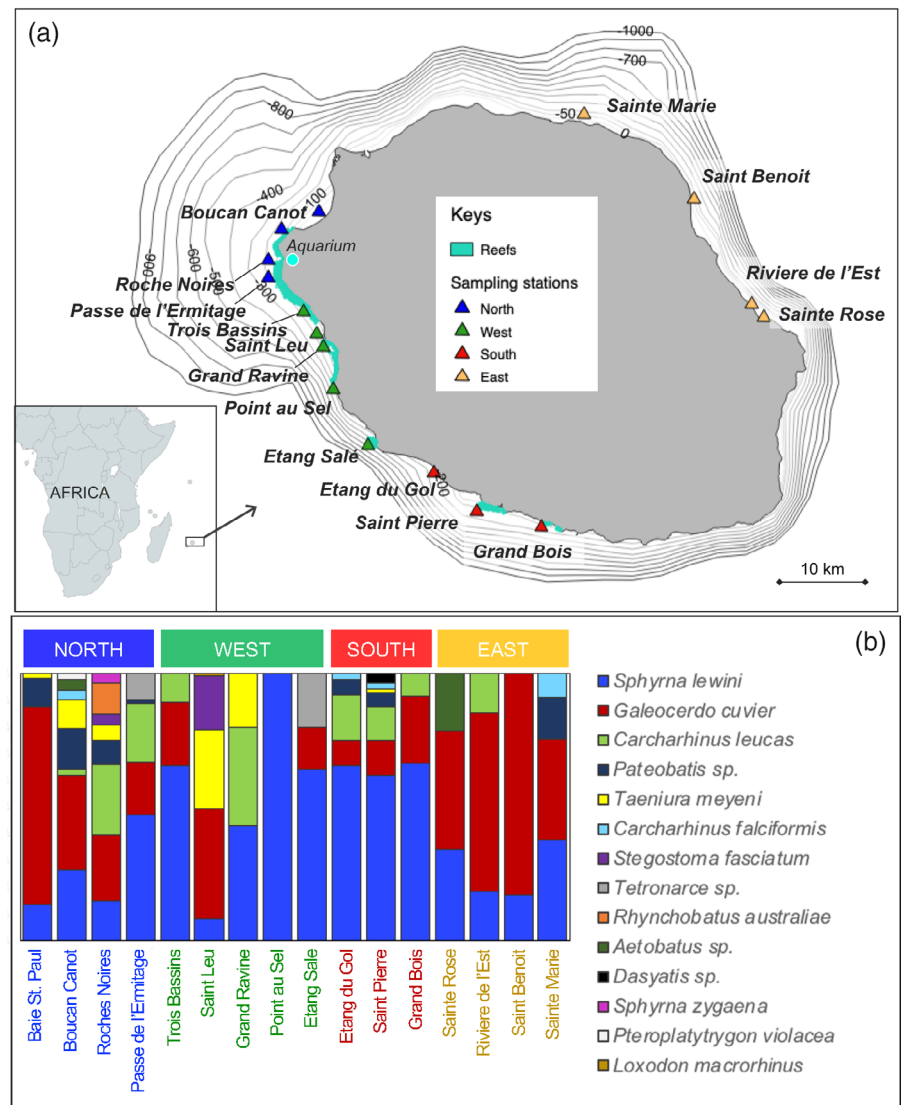 (a)
-1000
-700
-800
Sainte Marie
-50
0
Saint Benoit
-400
-100
Boucan Canot
Keys
Aquarium
Reefs
-600
-900
-500
Riviere de l'Est
Roche Noires
Sampling stations
Passe de l'Ermitage
North
Sainte Rose
Trois Bassins
West
Saint Leu
South
Grand Ravine
East
Point au Sel
Etang Salé
AFRICA
Etang du Gol
Saint Pierre
Grand Bois
10 km
(b)
NORTH
WEST
SOUTH
EAST
Sphyrna lewini
Galeocerdo cuvier
Carcharhinus leucas
Pateobatis sp.
Taeniura meyeni
Carcharhinus falciformis
Stegostoma fasciatum
Tetronarce sp.
Rhynchobatus australiae
Aetobatus sp.
Dasyatis sp.
Sphyrna zygaena
Pteroplatytrygon violacea
Loxodon macrorhinus
Baie St. Paul
Boucan Canot
Roches Noires
Passe de l'Ermitage
Trois Bassins
Saint Leu
Grand Ravine
Point au Sel
Etang Sale
Etang du Gol
Saint Pierre
Grand Bois
Sainte Rose
Riviere de l'Est
Saint Benoit
Sainte Marie